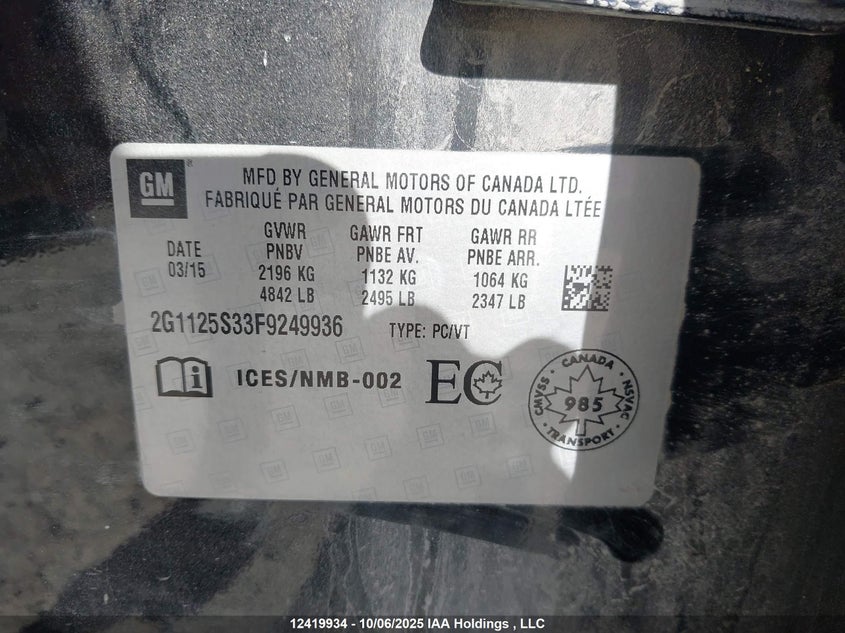 GM
MFD BY GENERAL MOTORS OF CANADA LTD.
FABRIQUÉ PAR GENERAL MOTORS DU CANADA LTÉE
DATE
03/15
GVWR
PNBV
2196 KG
4842 LB
GAWR FRT
PNBE AV.
1132 KG
2495 LB
GAWR RR
PNBE ARR.
1064 KG
2347 LB
2G1125S33F9249936 TYPE: PC/VT
ICES/NMB-002 EC
CANADA
CMVSS 985 NSVAC
TRANSPORT
12419934 - 10/06/2025 IAA Holdings , LLC